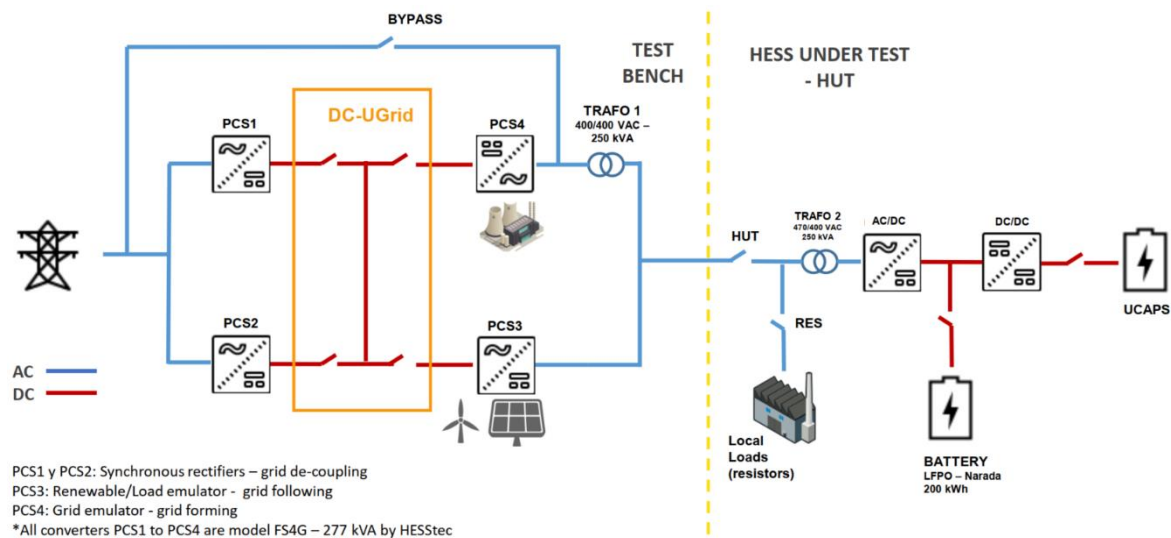 BYPASS
TEST
BENCH
HESS UNDER TEST
- HUT
DC-UGrid
PCS1
PCS4
TRAFO 1
400/400 VAC –
250 kVA
HUT
TRAFO 2
470/400 VAC
250 kVA
AC/DC
DC/DC
UCAPS
PCS2
PCS3
RES
AC
DC
Local
Loads
(resistors)
BATTERY
LFPO – Narada
200 kWh
PCS1 y PCS2: Synchronous rectifiers – grid de-coupling
PCS3: Renewable/Load emulator - grid following
PCS4: Grid emulator - grid forming
*All converters PCS1 to PCS4 are model FS4G – 277 kVA by HESStec